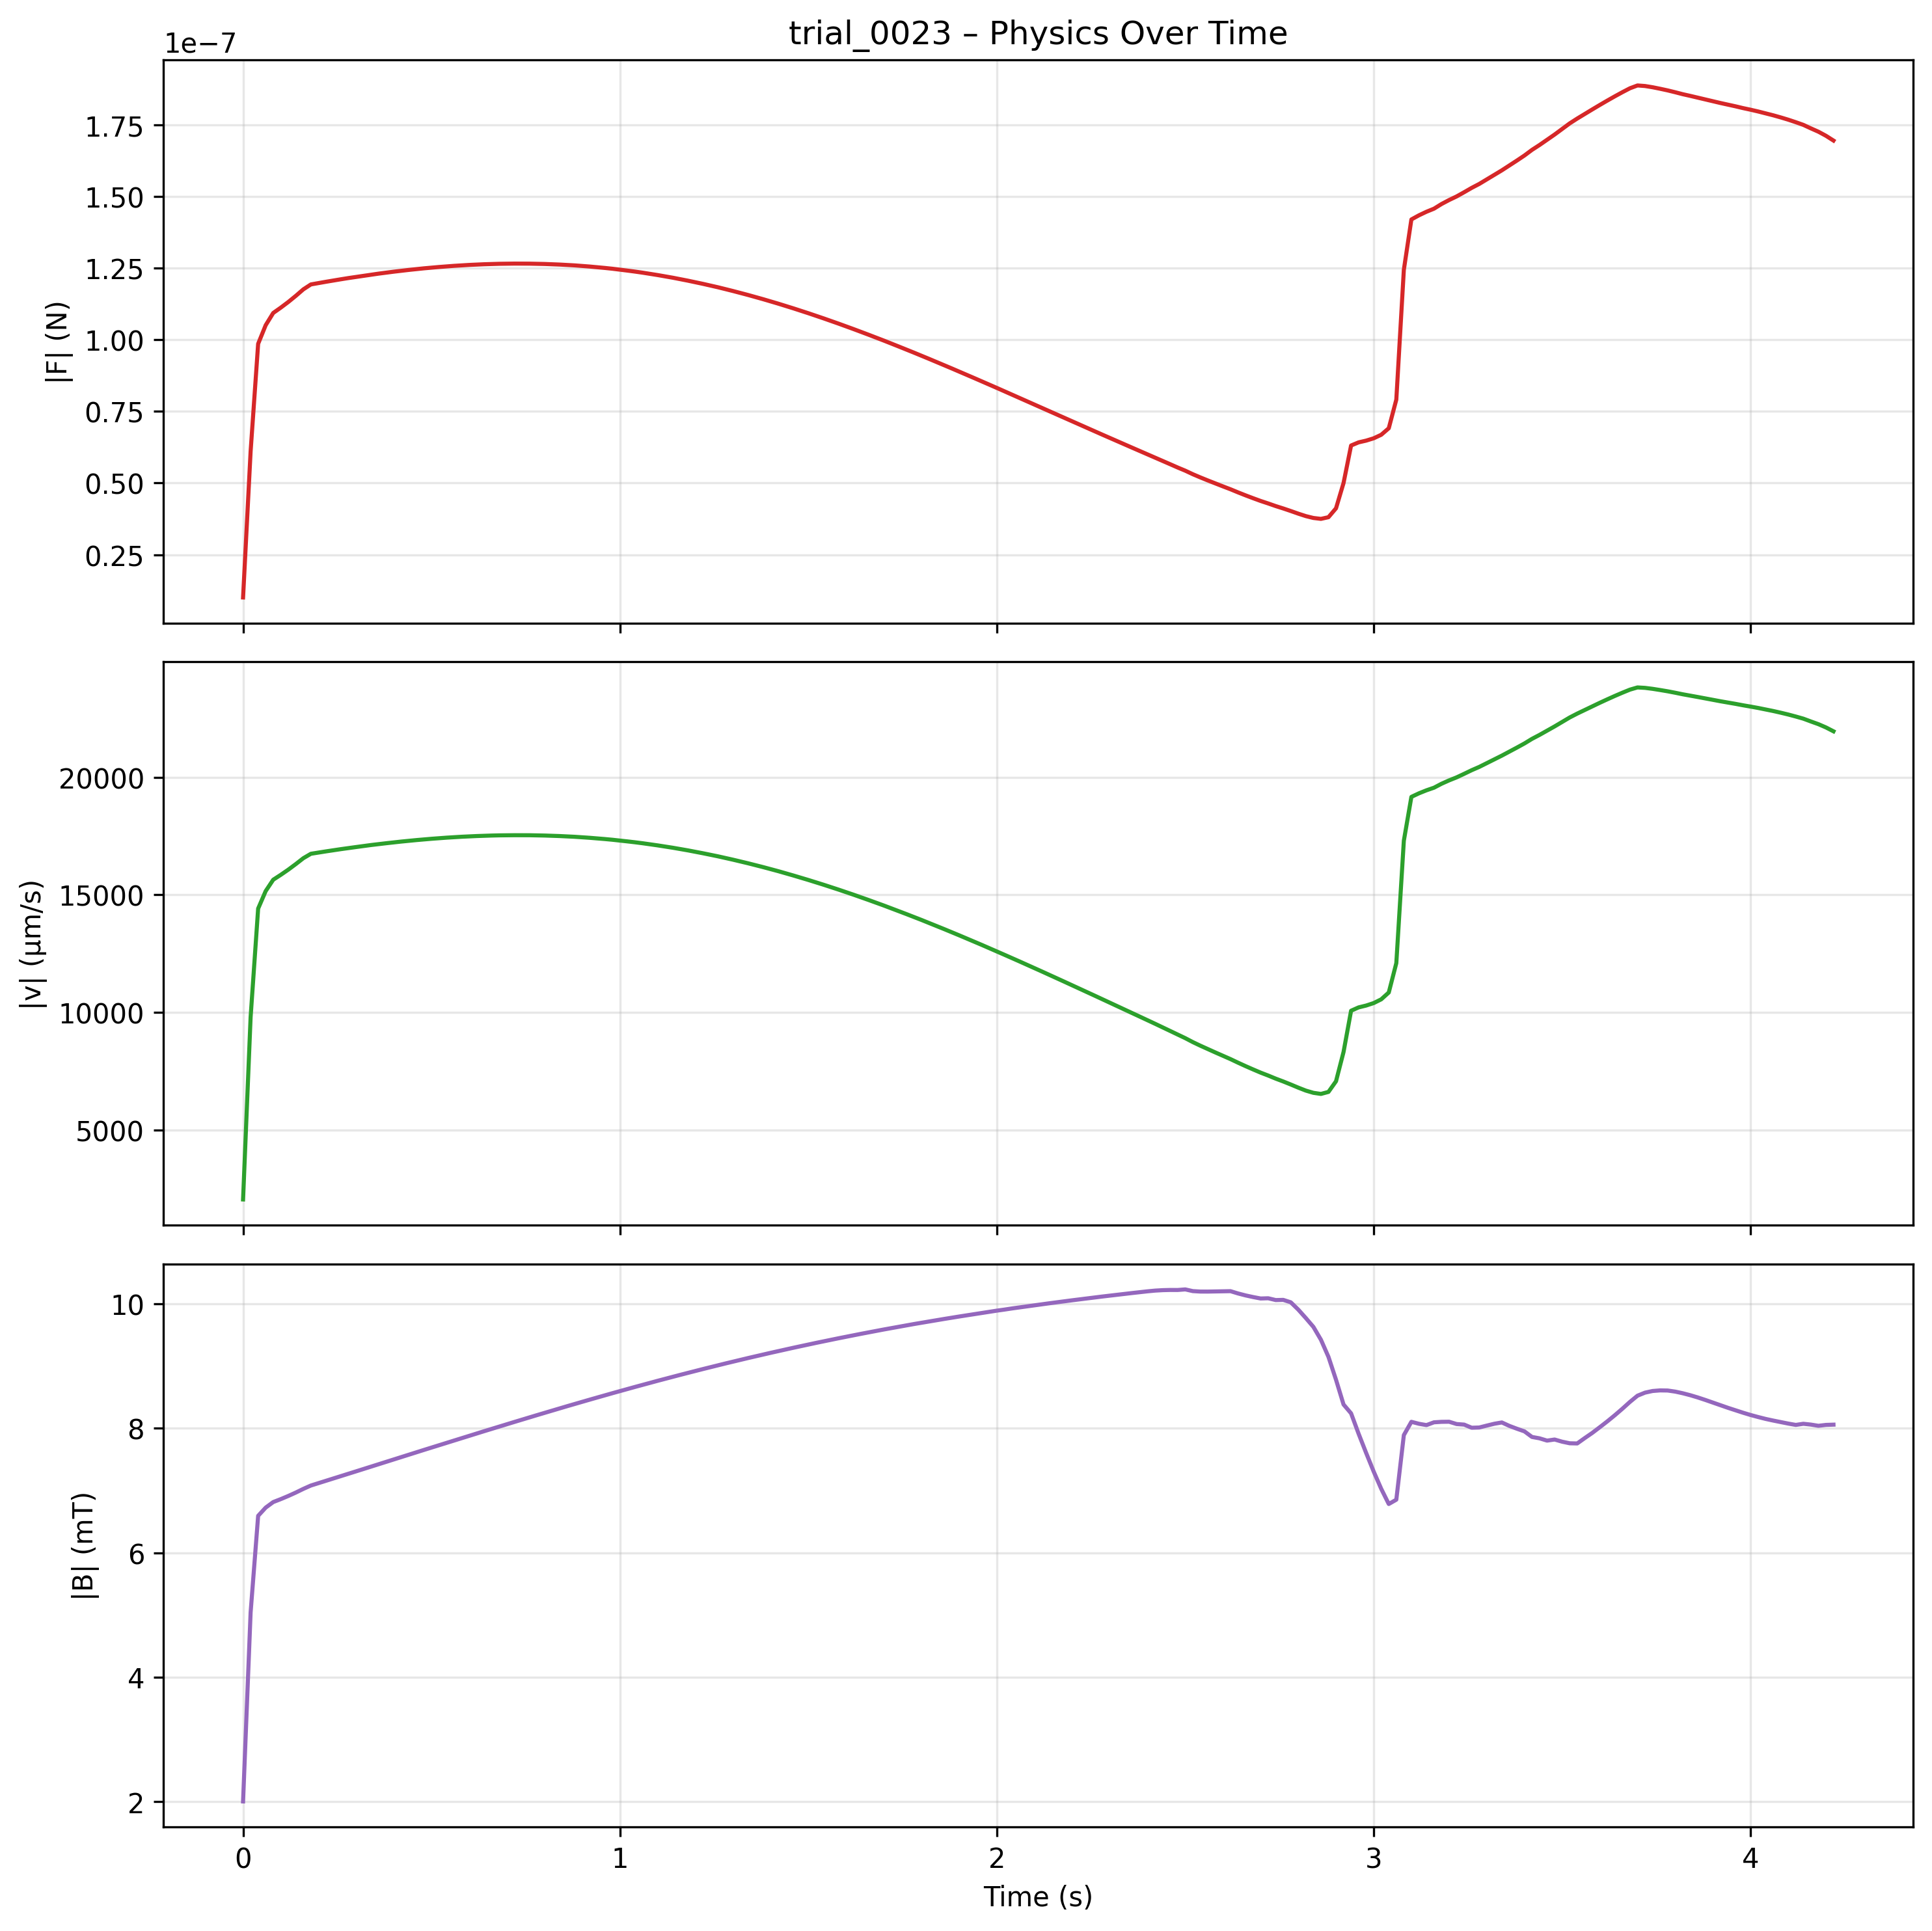 trial_0023 – Physics Over Time
1e−7
1.75
1.50
1.25
1.00
0.75
0.50
0.25
|F| (N)
20000
15000
10000
5000
|v| (μm/s)
10
8
6
4
2
|B| (mT)
0 1 2 3 4
Time (s)